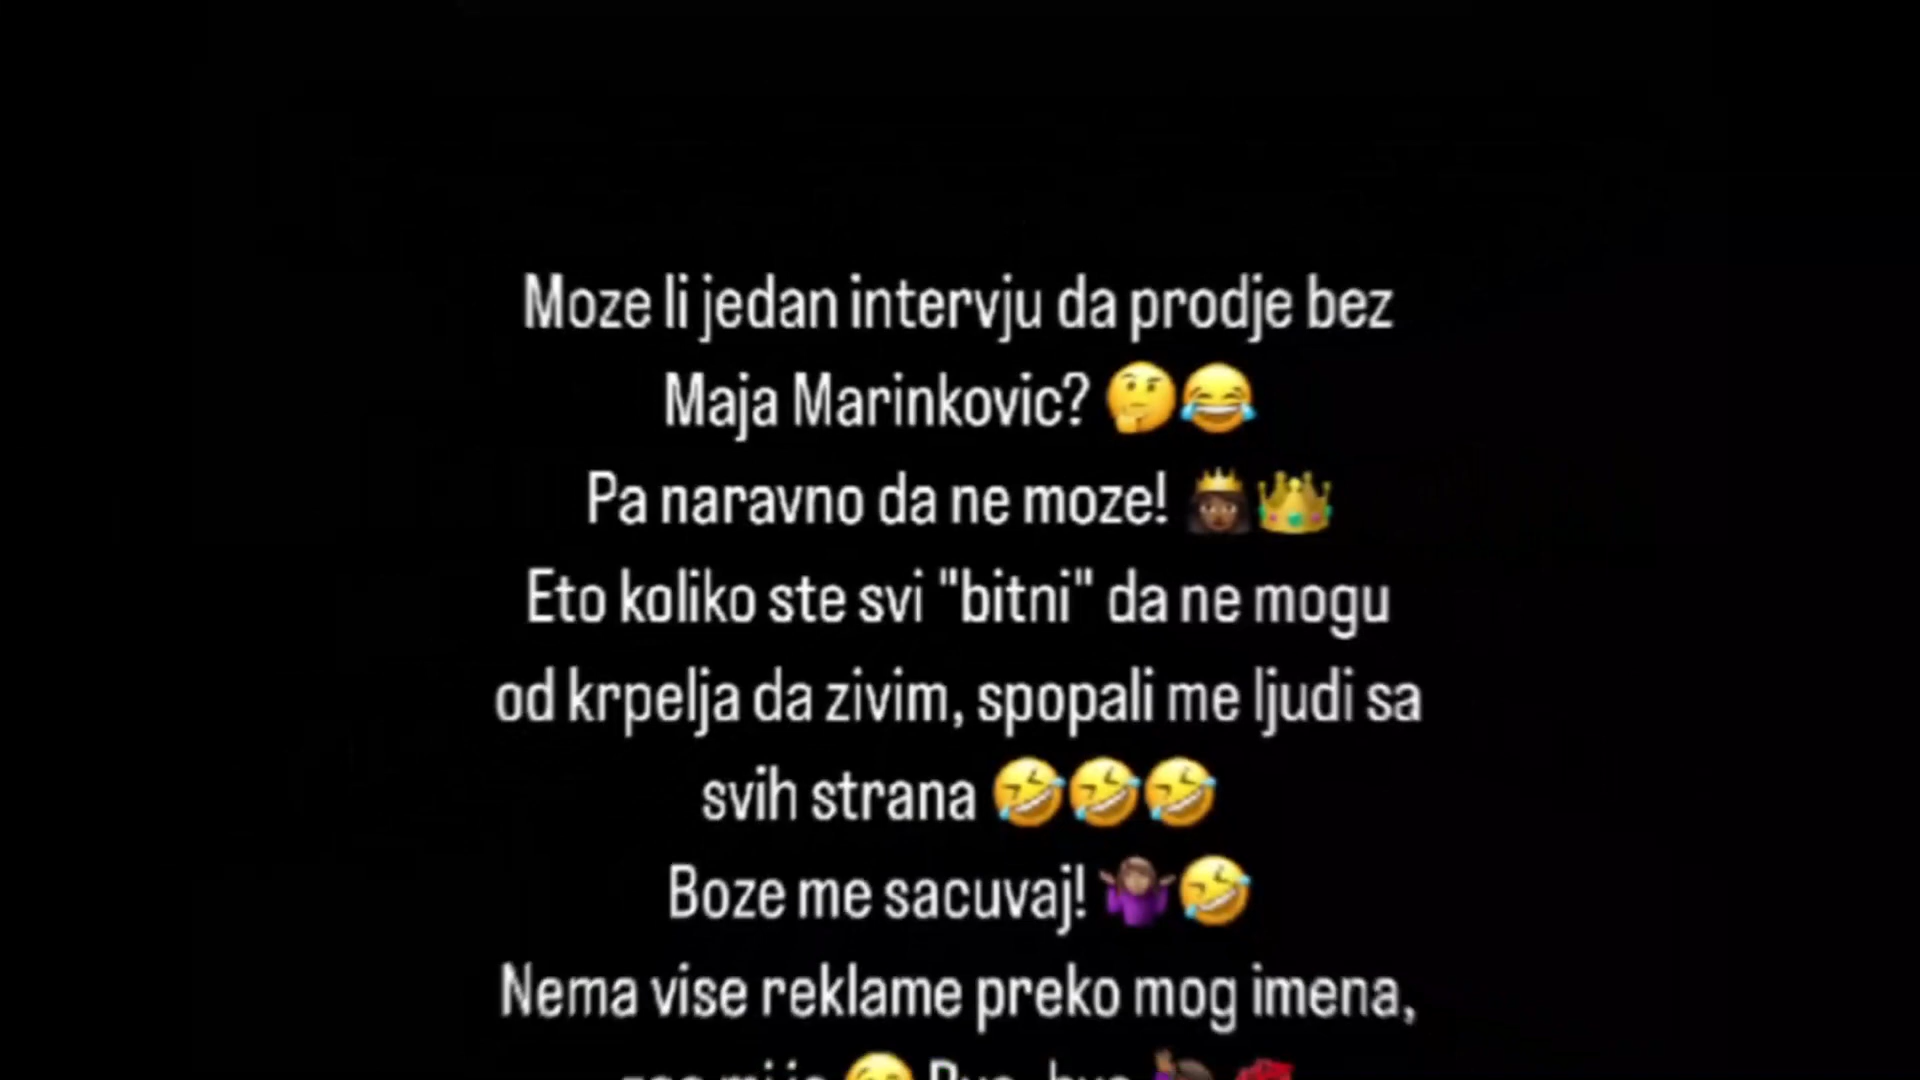 Moze li jedan intervju da prodje bez
Maja Marinkovic? 🤔😂
Pa naravno da ne moze! 👸🏾👑
Eto koliko ste svi "bitni" da ne mogu
od krpelja da zivim, spopali me ljudi sa
svih strana 🤣🤣🤣
Boze me sacuvaj! 🤷🏽‍♀️🤣
Nema vise reklame preko mog imena,